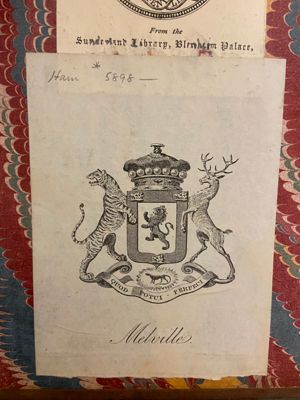 From the
Sunderland Library, Blenheim Palace,
Ham * 5898 —
QUOD POTUI PERFECI
Melville.